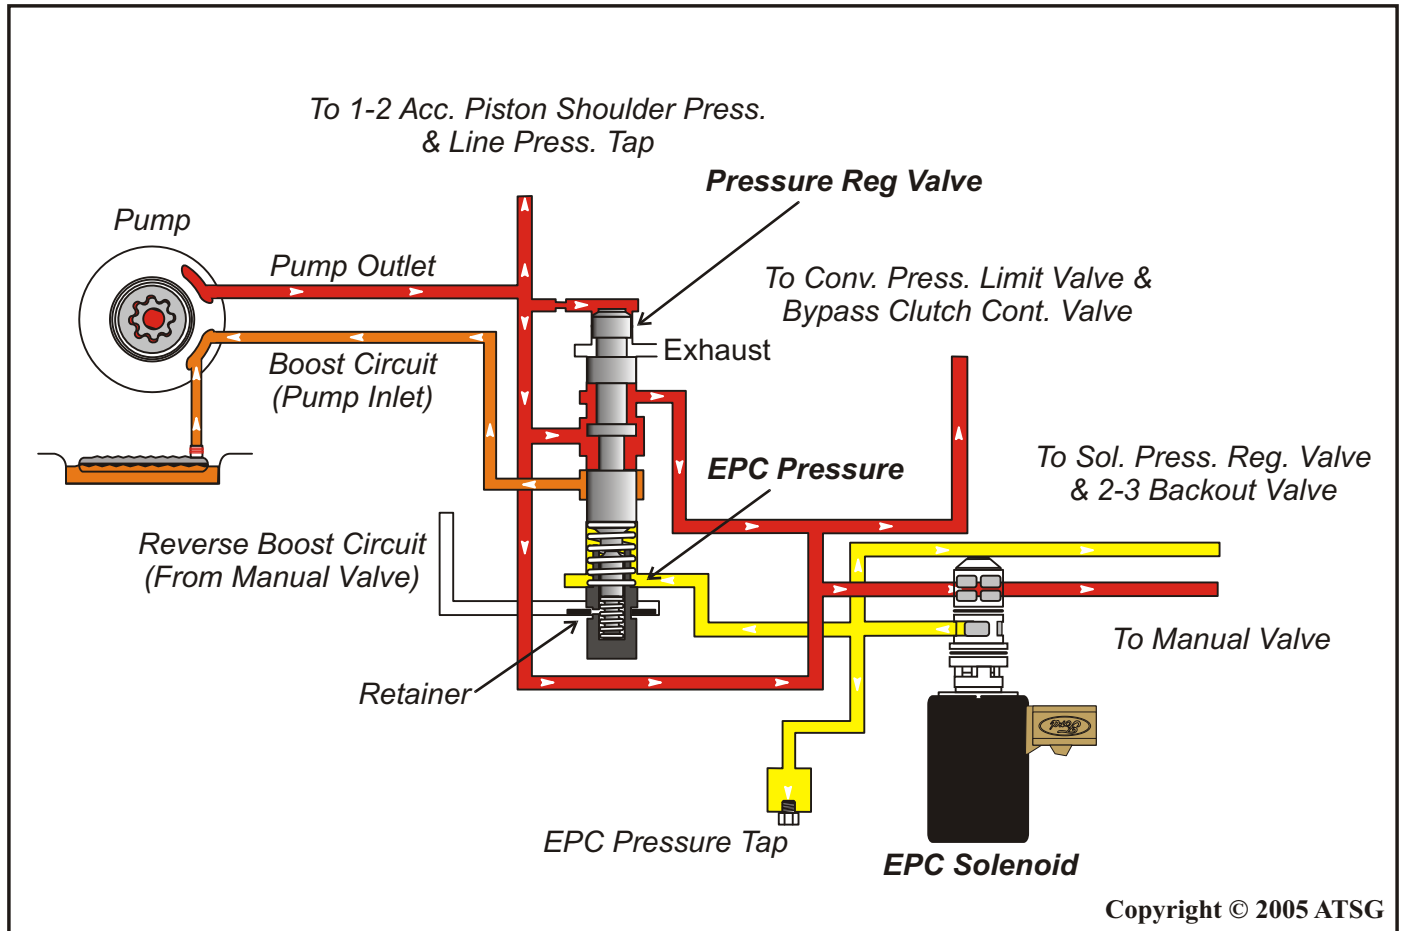 To 1-2 Acc. Piston Shoulder Press.
& Line Press. Tap
Pressure Reg Valve
Pump
Pump Outlet
To Conv. Press. Limit Valve &
Bypass Clutch Cont. Valve
Exhaust
Boost Circuit
(Pump Inlet)
EPC Pressure
To Sol. Press. Reg. Valve
& 2-3 Backout Valve
Reverse Boost Circuit
(From Manual Valve)
To Manual Valve
Retainer
EPC Pressure Tap
EPC Solenoid
Copyright © 2005 ATSG